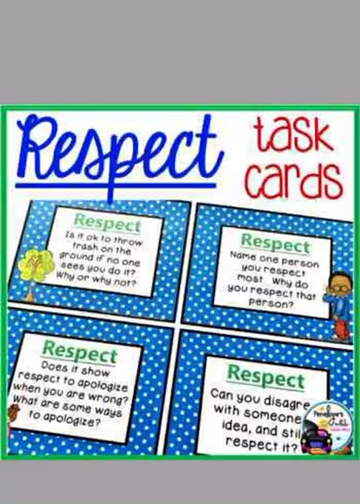 Respect
task
cards
Respect
Is it ok to throw
trash on the
ground if no one
sees you do it?
Why or why not?
Respect
Name one person
you respect
most. Why do
you respect that
person?
Respect
Does it show
respect to apologize
when you are wrong?
What are some ways
to apologize?
Respect
Can you disagre
with someone
idea, and stil
respect it?